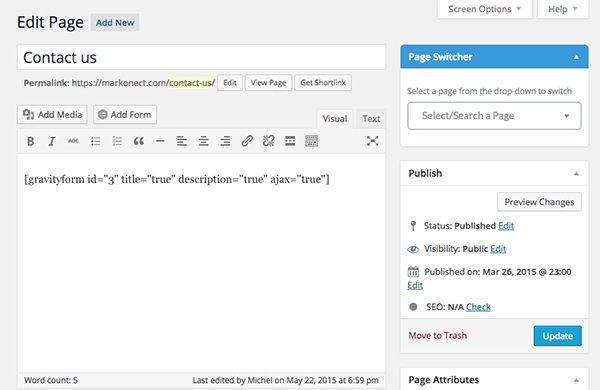 Screen Options
Help
Edit Page
Add New
Contact us
Permalink: https://markonect.com/contact-us/
Edit
View Page
Get Shortlink
Add Media
Add Form
Visual
Text
B I ABC
[gravityform id="3" title="true" description="true" ajax="true"]
Word count: 5
Last edited by Michel on May 22, 2015 at 6:59 pm
Page Switcher
Select a page from the drop-down to switch
Select/Search a Page
Publish
Preview Changes
Status: Published Edit
Visibility: Public Edit
Published on: Mar 26, 2015 @ 23:00
Edit
SEO: N/A Check
Move to Trash
Update
Page Attributes